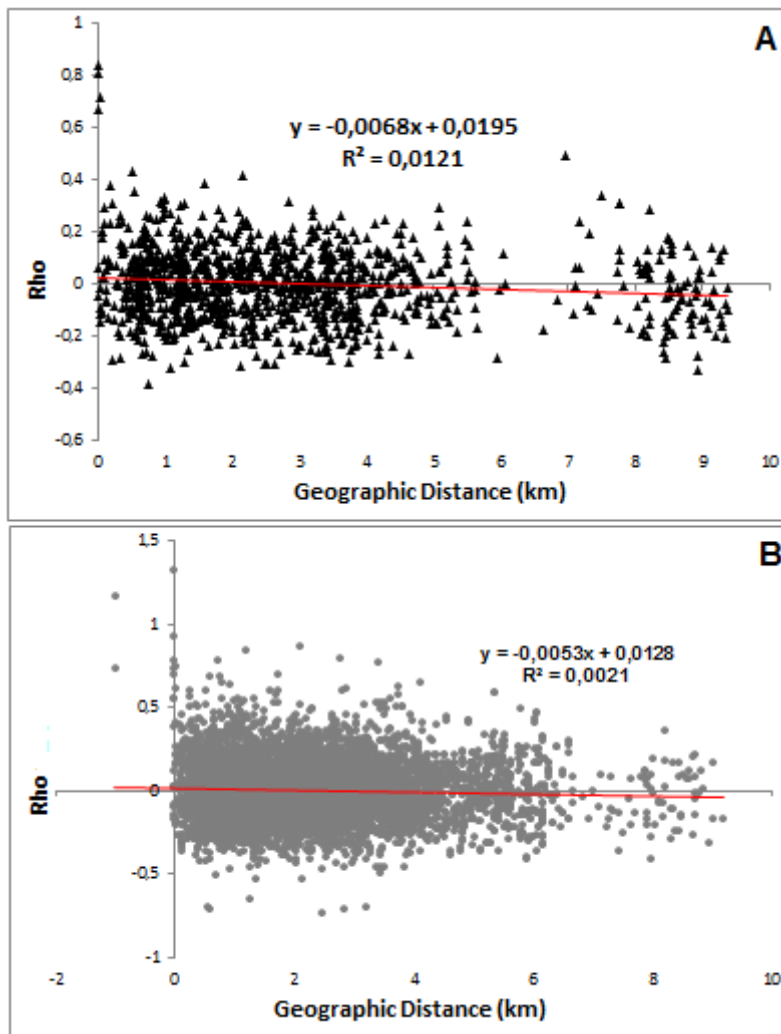 A
1
0,8
0,6
0,4
0,2
0
-0,2
-0,4
-0,6
Rho
y = -0,0068x + 0,0195
R² = 0,0121
0 1 2 3 4 5 6 7 8 9 10
Geographic Distance (km)
B
1,5
1
0,5
0
-0,5
-1
Rho
y = -0,0053x + 0,0128
R² = 0,0021
-2 0 2 4 6 8 10
Geographic Distance (km)